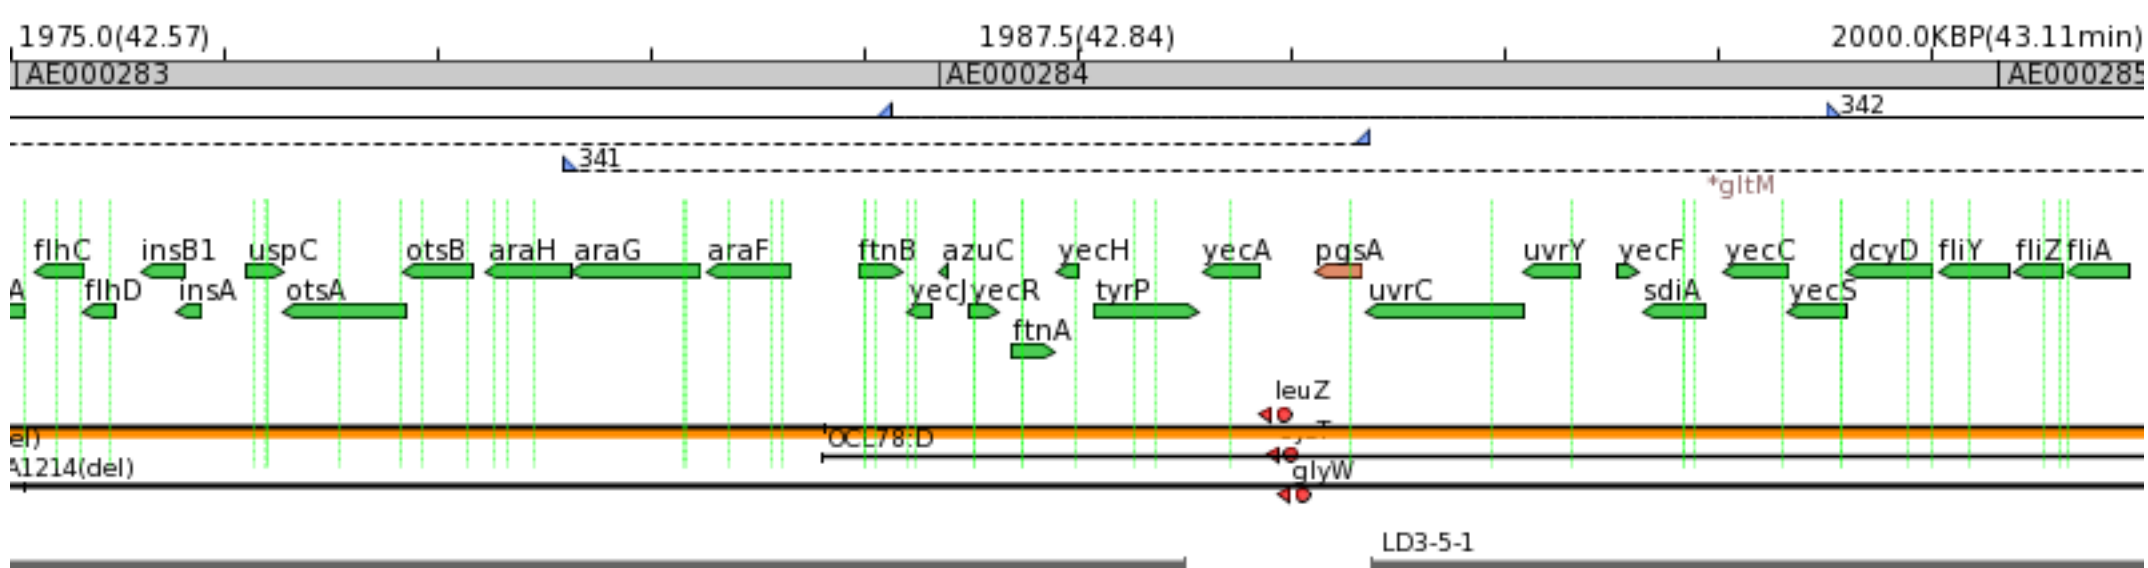 1975.0(42.57) 1987.5(42.84) 2000.0KBP(43.11min)
AE000283 AE000284 AE000285
342
341
*gltM
flhC insB1 uspC otsB araH araG araF ftnB azuC yecH yecA pgsA uvrY yecF yecC dcyD fliY fliZ fliA
A flhD insA otsA yecJ yecR tyrP uvrC sdiA yecS
ftnA
leuZ
el) OCL78:D
A1214(del) glyW
LD3-5-1